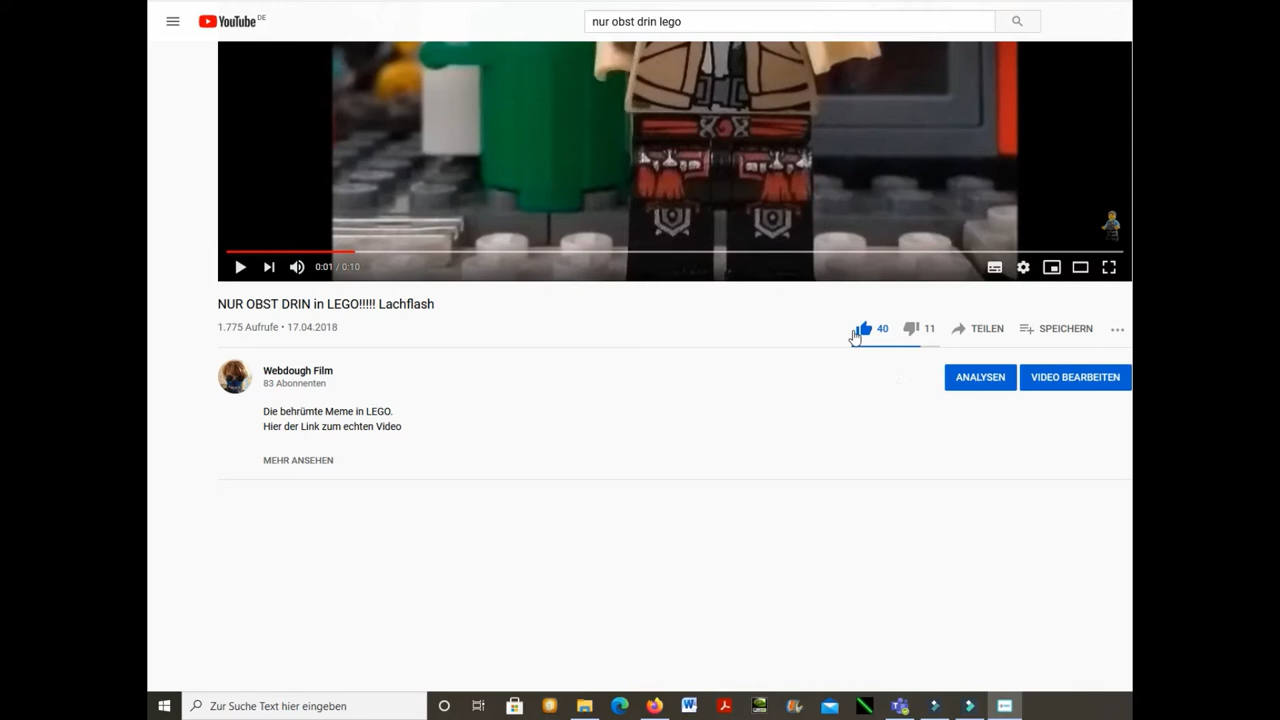 YouTube DE
nur obst drin lego
0:01 / 0:10
NUR OBST DRIN in LEGO!!!!! Lachflash
1.775 Aufrufe • 17.04.2018
40
11
TEILEN
SPEICHERN
Webdough Film
83 Abonnenten
ANALYSEN
VIDEO BEARBEITEN
Die behrümte Meme in LEGO.
Hier der Link zum echten Video
MEHR ANSEHEN
Zur Suche Text hier eingeben